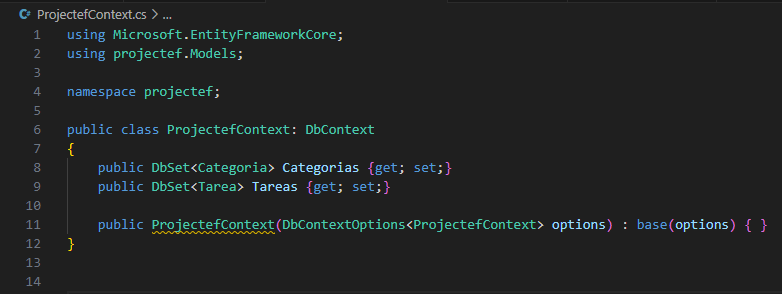 C# ProjectefContext.cs > ...
1 using Microsoft.EntityFrameworkCore;
2 using projectef.Models;
3
4 namespace projectef;
5
6 public class ProjectefContext: DbContext
7 {
8     public DbSet<Categoria> Categorias {get; set;}
9     public DbSet<Tarea> Tareas {get; set;}
10
11     public ProjectefContext(DbContextOptions<ProjectefContext> options) : base(options) { }
12 }
13
14